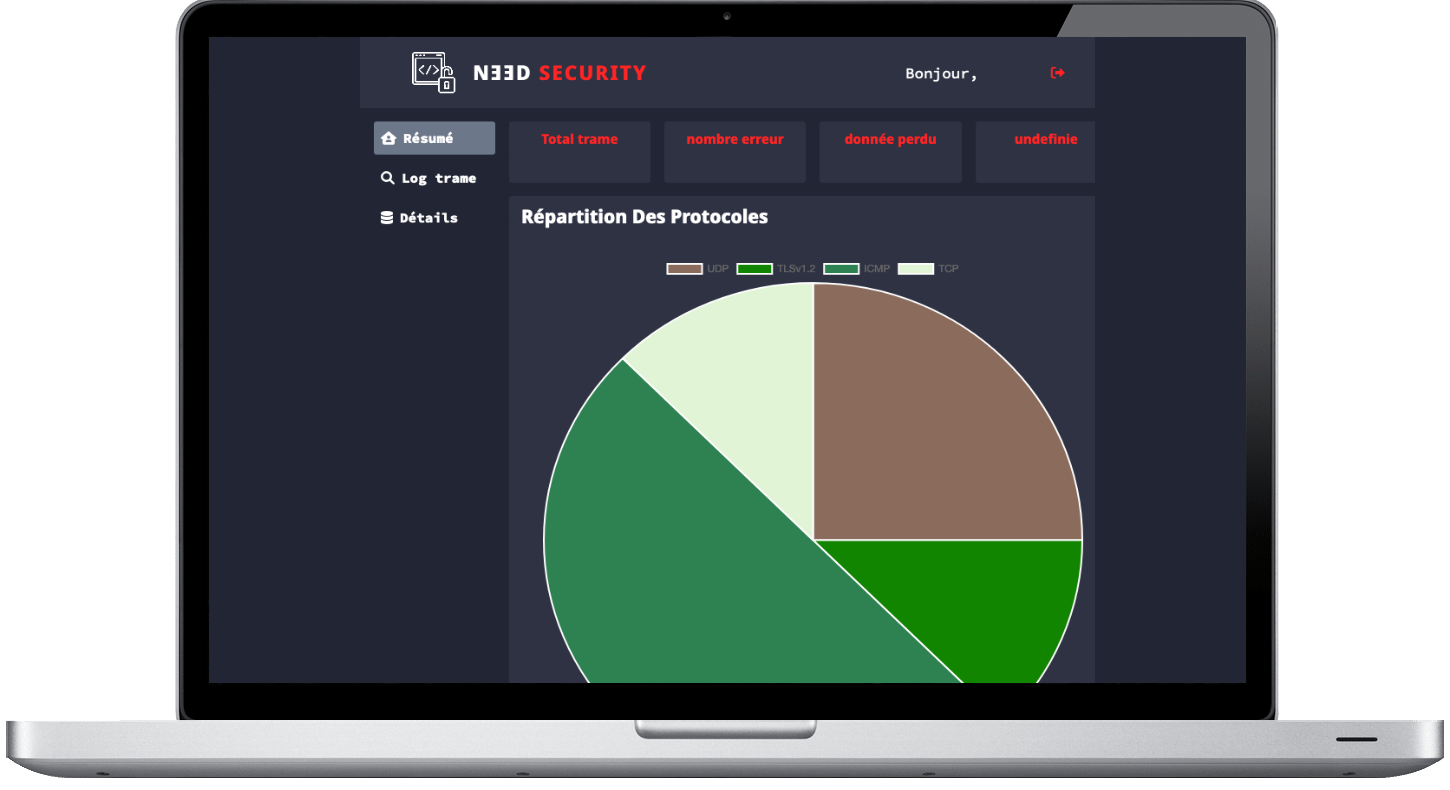 </>
NƎƎD SECURITY
Bonjour,
Résumé
Log trame
Détails
Total trame
nombre erreur
donnée perdu
undefinie
Répartition Des Protocoles
UDP TLSv1.2 ICMP TCP